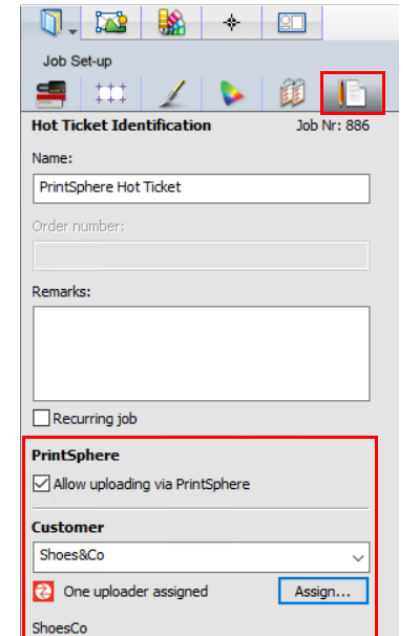 Job Set-up
Hot Ticket Identification Job Nr: 886
Name:
PrintSphere Hot Ticket
Order number:
Remarks:
Recurring job
PrintSphere
Allow uploading via PrintSphere
Customer
Shoes&Co
One uploader assigned Assign...
ShoesCo